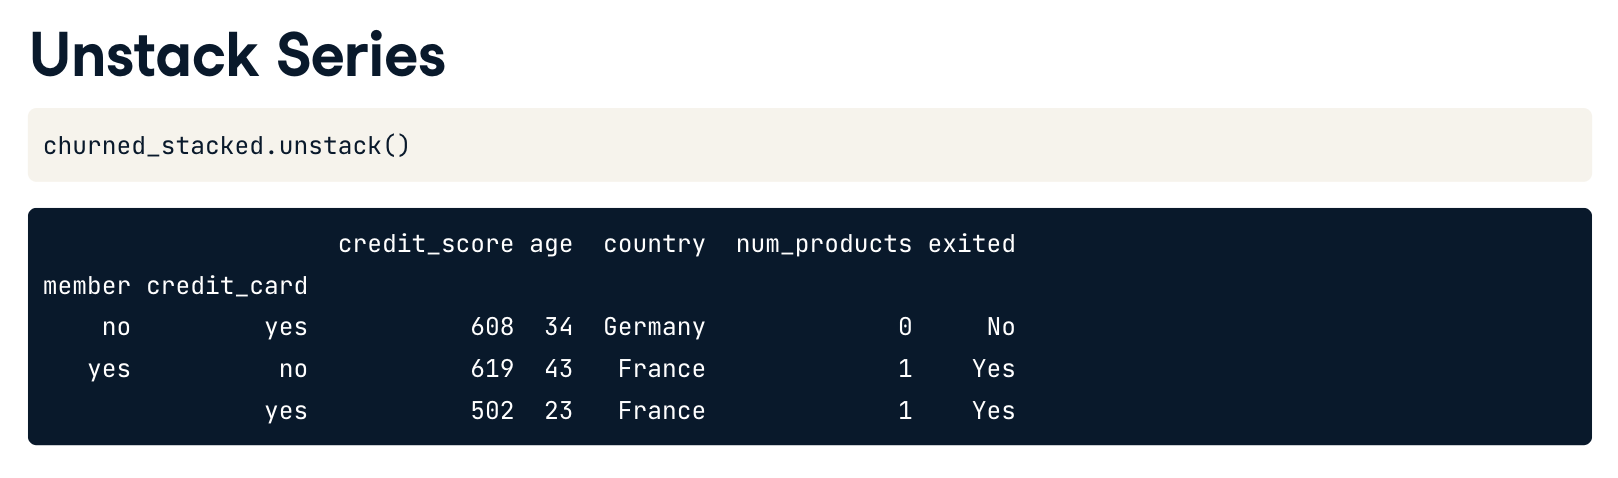 Unstack Series
churned_stacked.unstack()
credit_score age country num_products exited
member credit_card
no yes 608 34 Germany 0 No
yes no 619 43 France 1 Yes
yes 502 23 France 1 Yes